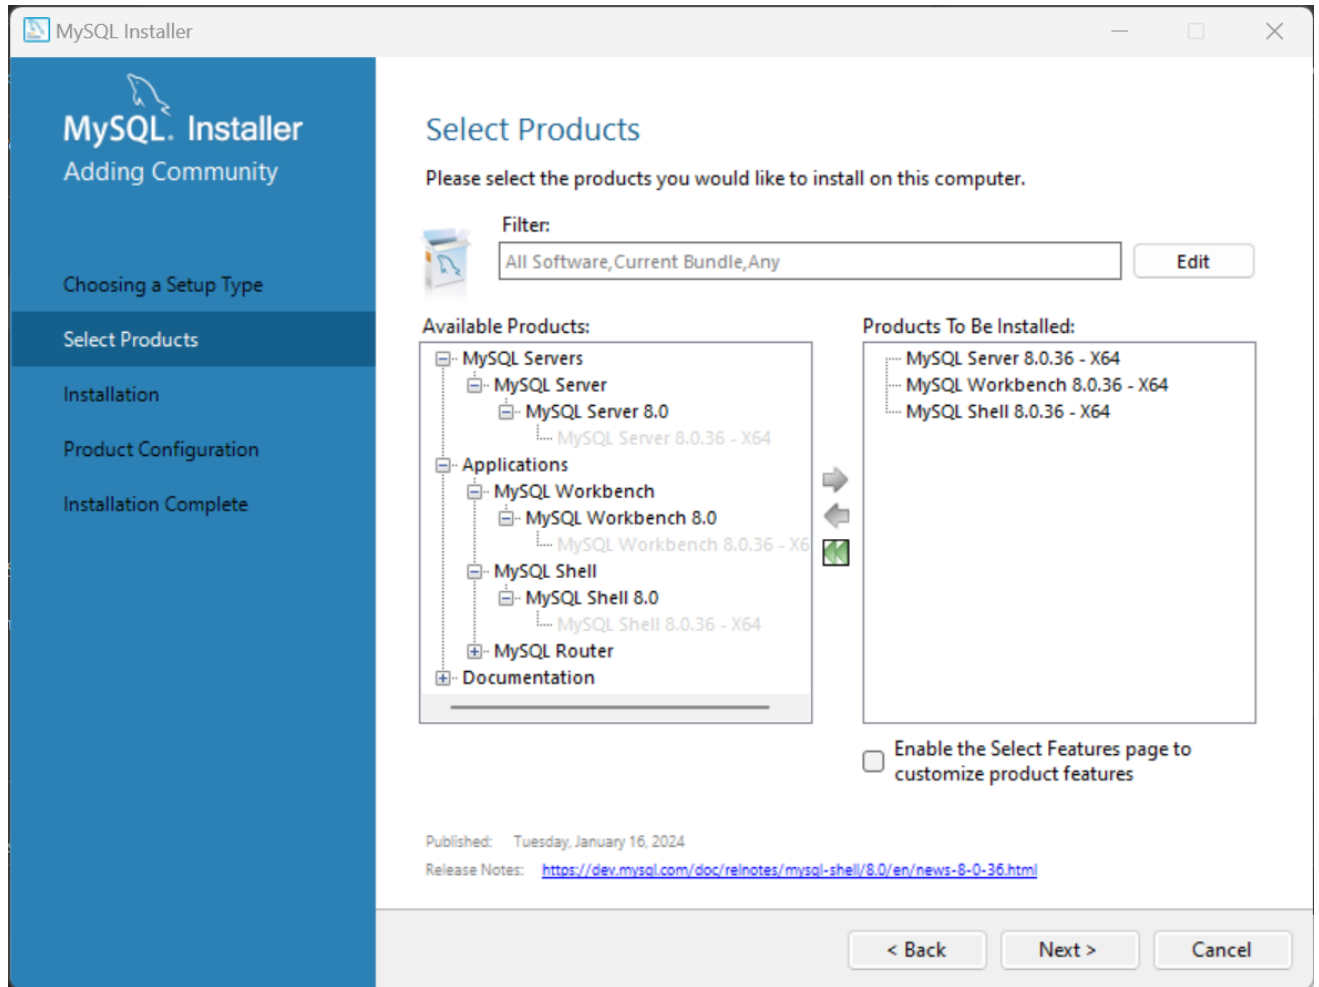 MySQL Installer
MySQL. Installer
Adding Community
Choosing a Setup Type
Select Products
Installation
Product Configuration
Installation Complete
Select Products
Please select the products you would like to install on this computer.
Filter:
All Software,Current Bundle,Any
Edit
Available Products:
MySQL Servers
MySQL Server
MySQL Server 8.0
MySQL Server 8.0.36 - X64
Applications
MySQL Workbench
MySQL Workbench 8.0
MySQL Workbench 8.0.36 - X6
MySQL Shell
MySQL Shell 8.0
MySQL Shell 8.0.36 - X64
MySQL Router
Documentation
Products To Be Installed:
MySQL Server 8.0.36 - X64
MySQL Workbench 8.0.36 - X64
MySQL Shell 8.0.36 - X64
Enable the Select Features page to
customize product features
Published: Tuesday, January 16, 2024
Release Notes: https://dev.mysql.com/doc/relnotes/mysql-shell/8.0/en/news-8-0-36.html
< Back
Next >
Cancel